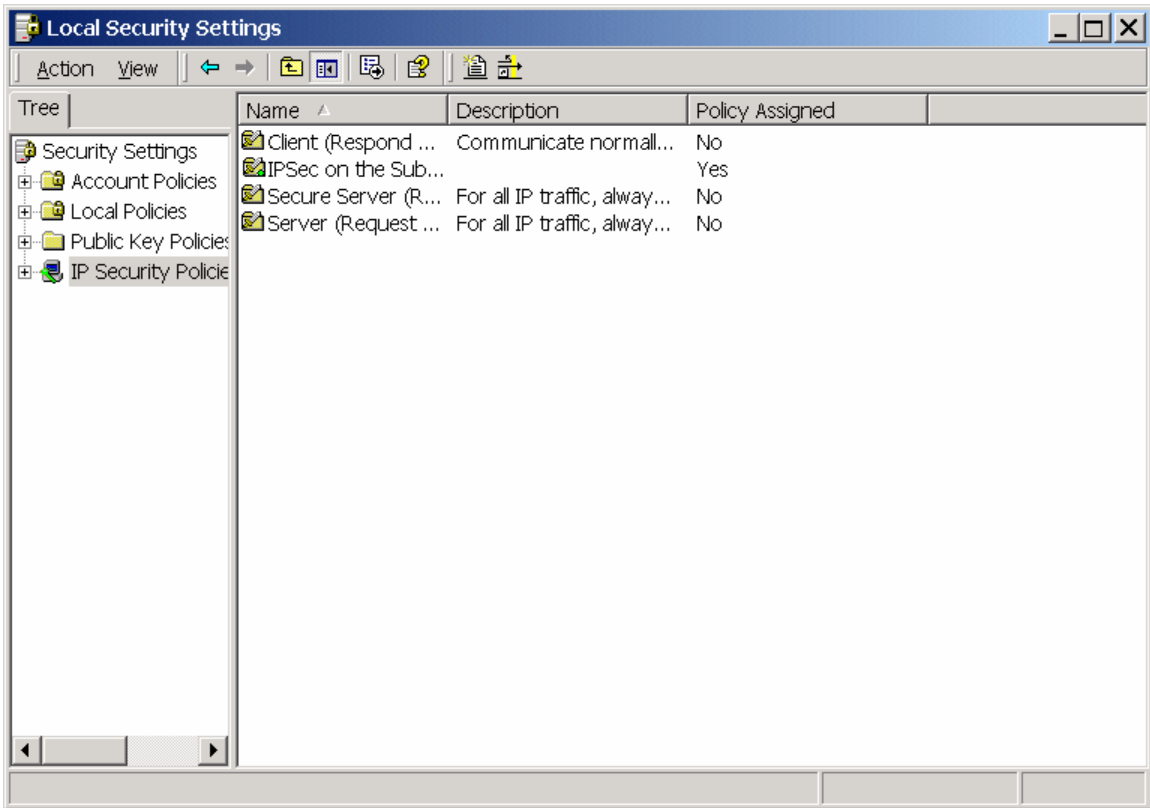 Local Security Settings
Action View
Tree
Name Description Policy Assigned
Security Settings
Account Policies
Local Policies
Public Key Policies
IP Security Policie
Client (Respond ... Communicate normall... No
IPSec on the Sub... Yes
Secure Server (R... For all IP traffic, alway... No
Server (Request ... For all IP traffic, alway... No